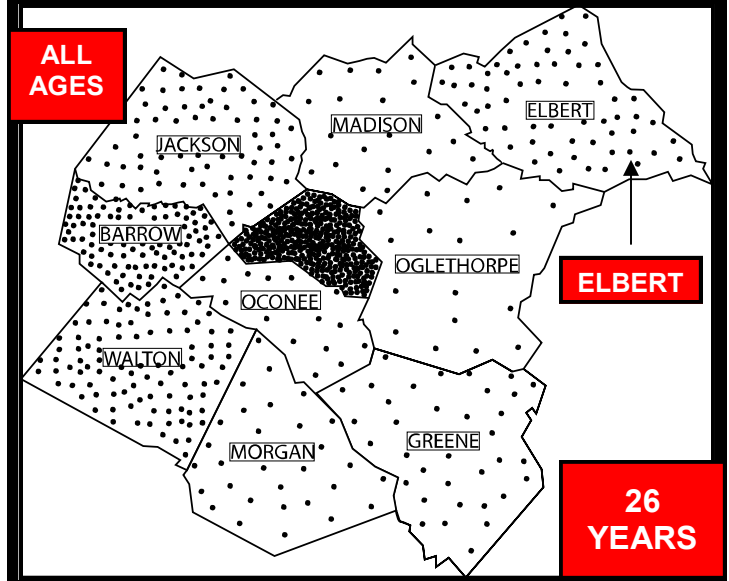 ALL
AGES
ELBERT
MADISON
JACKSON
BARROW
OGLETHORPE
ELBERT
OCONEE
WALTON
GREENE
MORGAN
26
YEARS